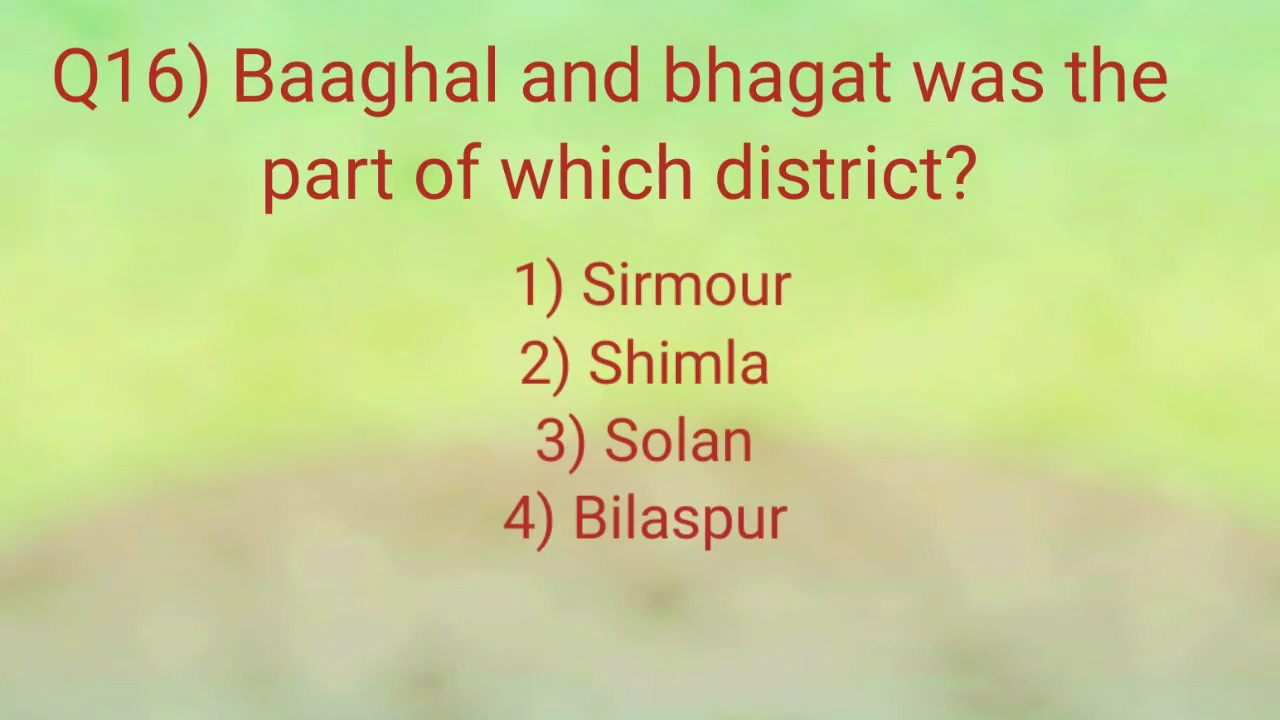 Q16) Baaghal and bhagat was the
part of which district?
1) Sirmour
2) Shimla
3) Solan
4) Bilaspur